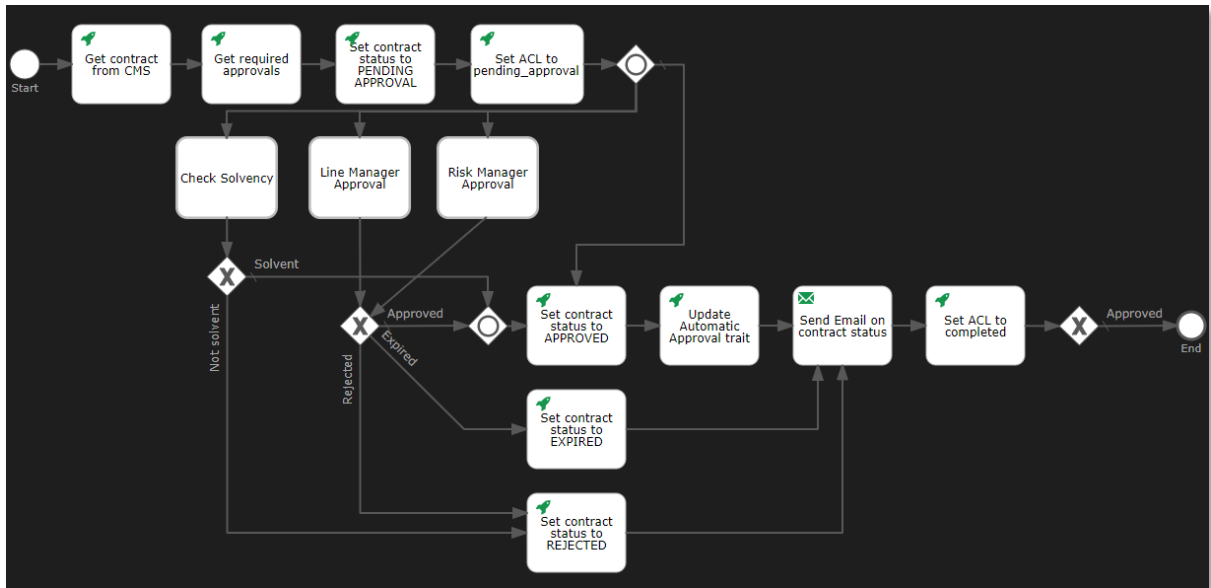 Get contract
from CMS
Get required
approvals
Set contract
status to
PENDING
APPROVAL
Set ACL to
pending_approval
Start
Check Solvency
Line Manager
Approval
Risk Manager
Approval
Solvent
Not solvent
Approved
Expired
Rejected
Set contract
status to
APPROVED
Update
Automatic
Approval trait
Send Email on
contract status
Set ACL to
completed
Approved
End
Set contract
status to
EXPIRED
Set contract
status to
REJECTED